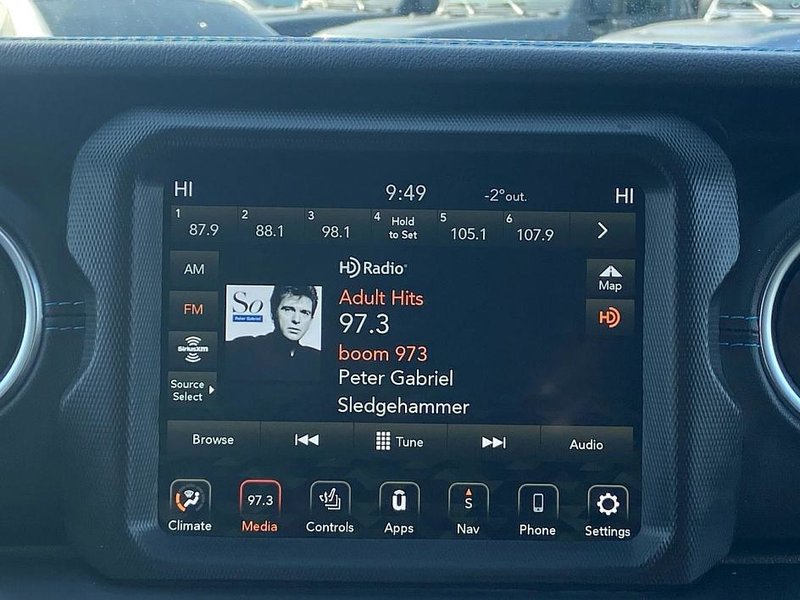 HI 9:49 -2° out. HI
1 87.9 2 88.1 3 98.1 4 Hold to Set 5 105.1 6 107.9
AM
HD Radio
Map
FM
Adult Hits
97.3
HD
SiriusXM
So
Peter Gabriel
boom 973
Peter Gabriel
Source Select
Sledgehammer
Browse Tune Audio
97.3 S
Climate Media Controls Apps Nav Phone Settings